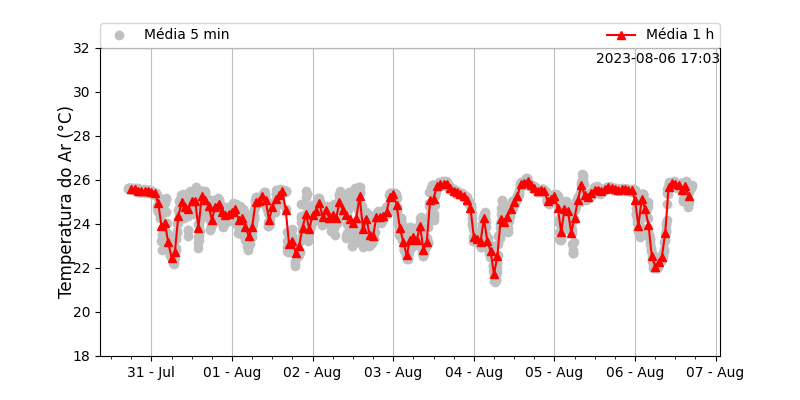 Média 5 min
Média 1 h
2023-08-06 17:03
Temperatura do Ar (°C)
32
30
28
26
24
22
20
18
31 - Jul
01 - Aug
02 - Aug
03 - Aug
04 - Aug
05 - Aug
06 - Aug
07 - Aug